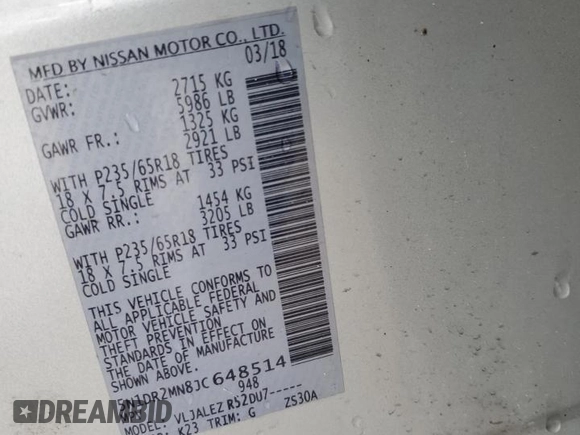 MFD BY NISSAN MOTOR CO., LTD.
DATE: 03/18
GVWR: 2715 KG
5986 LB
GAWR FR.: 1325 KG
2921 LB
WITH P235/65R18 TIRES
18 X 7.5 RIMS AT 33 PSI
COLD SINGLE
GAWR RR.: 1454 KG
3205 LB
WITH P235/65R18 TIRES
18 X 7.5 RIMS AT 33 PSI
COLD SINGLE
THIS VEHICLE CONFORMS TO
ALL APPLICABLE FEDERAL
MOTOR VEHICLE SAFETY AND
THEFT PREVENTION
STANDARDS IN EFFECT ON
THE DATE OF MANUFACTURE
SHOWN ABOVE.
5N1DR2MN8JC648514
948
MODEL: VLJALEZ R52DU7-----
K23 TRIM: G ZS30A
DREAMBID